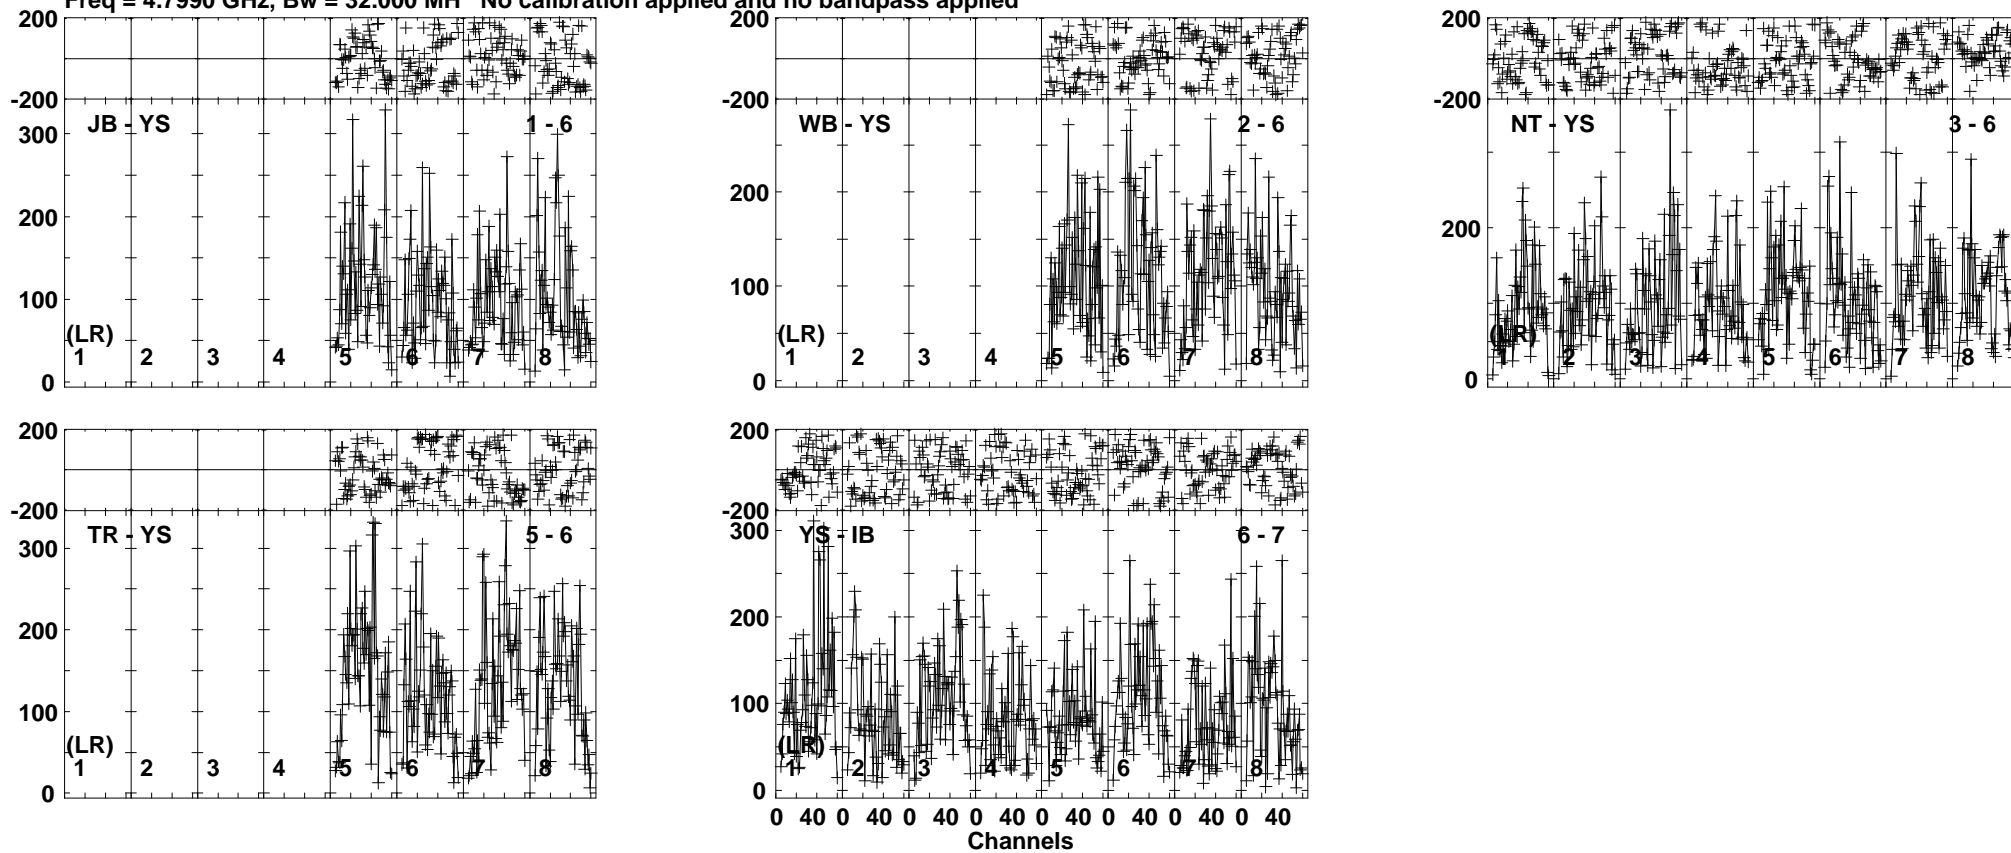 Freq = 4.7990 GHz, Bw = 32.000 MH No calibration applied and no bandpass applied
200
-200
JB - YS 1 - 6
300
200
100
0
(LR)
1 2 3 4 5 6 7 8
200
-200
WB - YS 2 - 6
200
100
0
(LR)
1 2 3 4 5 6 7 8
200
-200
NT - YS 3 - 6
200
0
(LR)
1 2 3 4 5 6 7 8
200
-200
TR - YS 5 - 6
300
200
100
0
(LR)
1 2 3 4 5 6 7 8
200
-200
YS - IB 6 - 7
300
200
100
0
(LR)
1 2 3 4 5 6 7 8
0 40 0 40 0 40 0 40 0 40 0 40 0 40 0 40
Channels